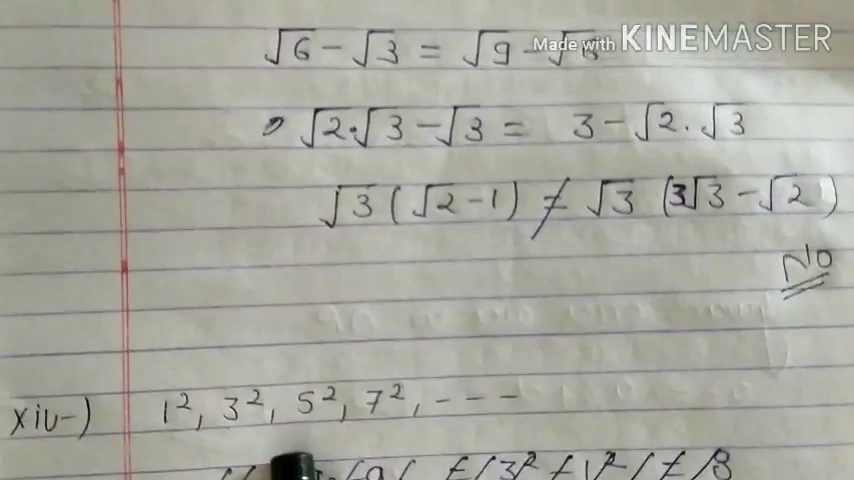 √6 - √3 = √9 - √6
Made with KINEMASTER
√2·√3 - √3 = 3 - √2·√3
√3(√2-1) ≠ √3 (3√3 - √2)
No
xiv-) 1², 3², 5², 7², - - -